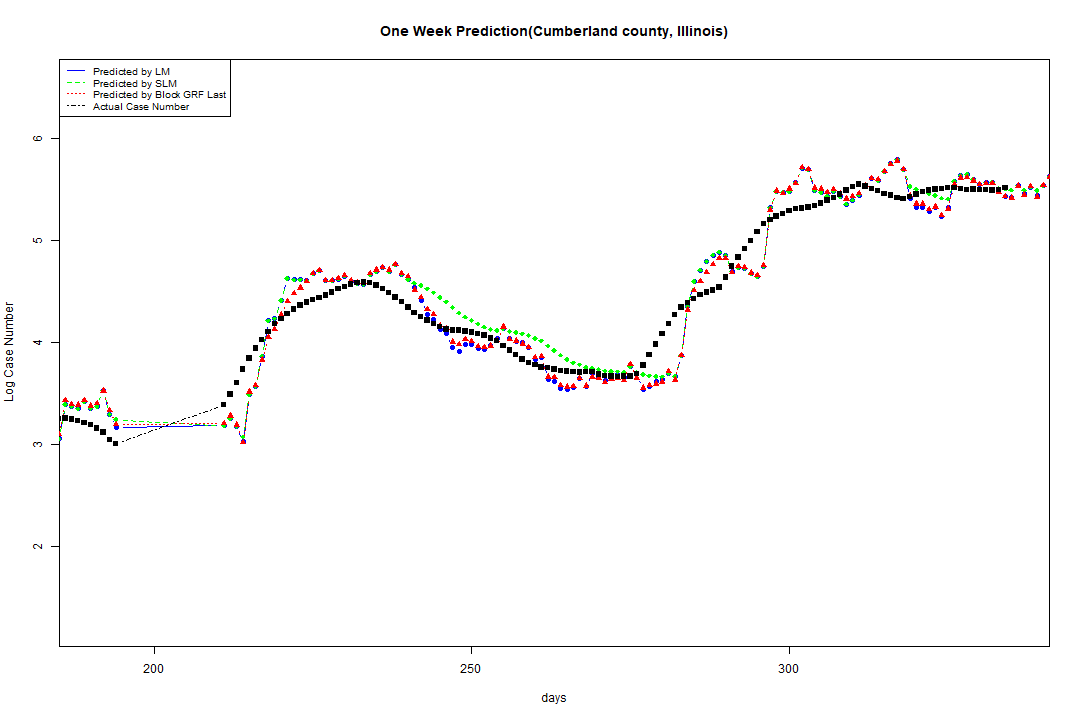 One Week Prediction(Cumberland county, Illinois)
Predicted by LM
Predicted by SLM
Predicted by Block GRF Last
Actual Case Number
6
5
4
3
2
Log Case Number
200
250
300
days